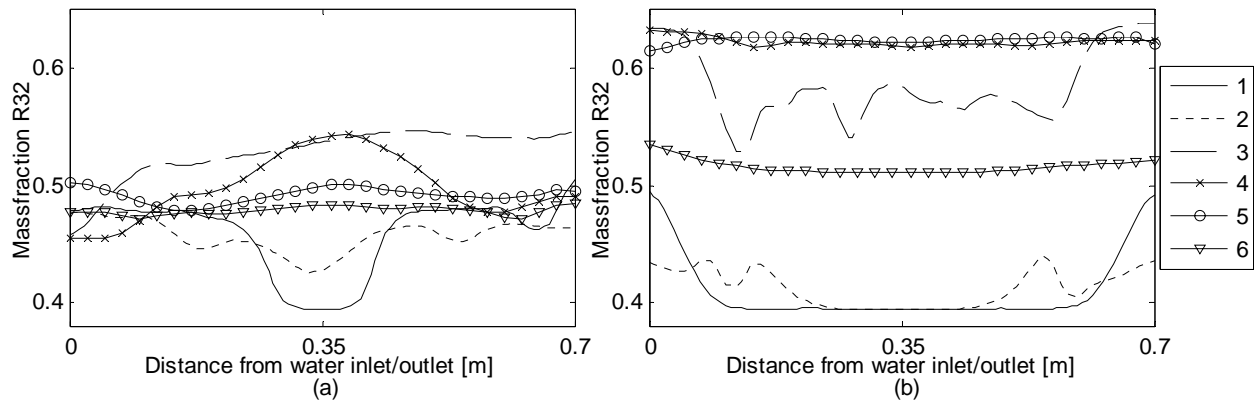 0.6
0.5
0.4
Massfraction R32
0 0.35 0.7
Distance from water inlet/outlet [m]
(a)
0.6
0.5
0.4
Massfraction R32
0 0.35 0.7
Distance from water inlet/outlet [m]
(b)
1
2
3
4
5
6